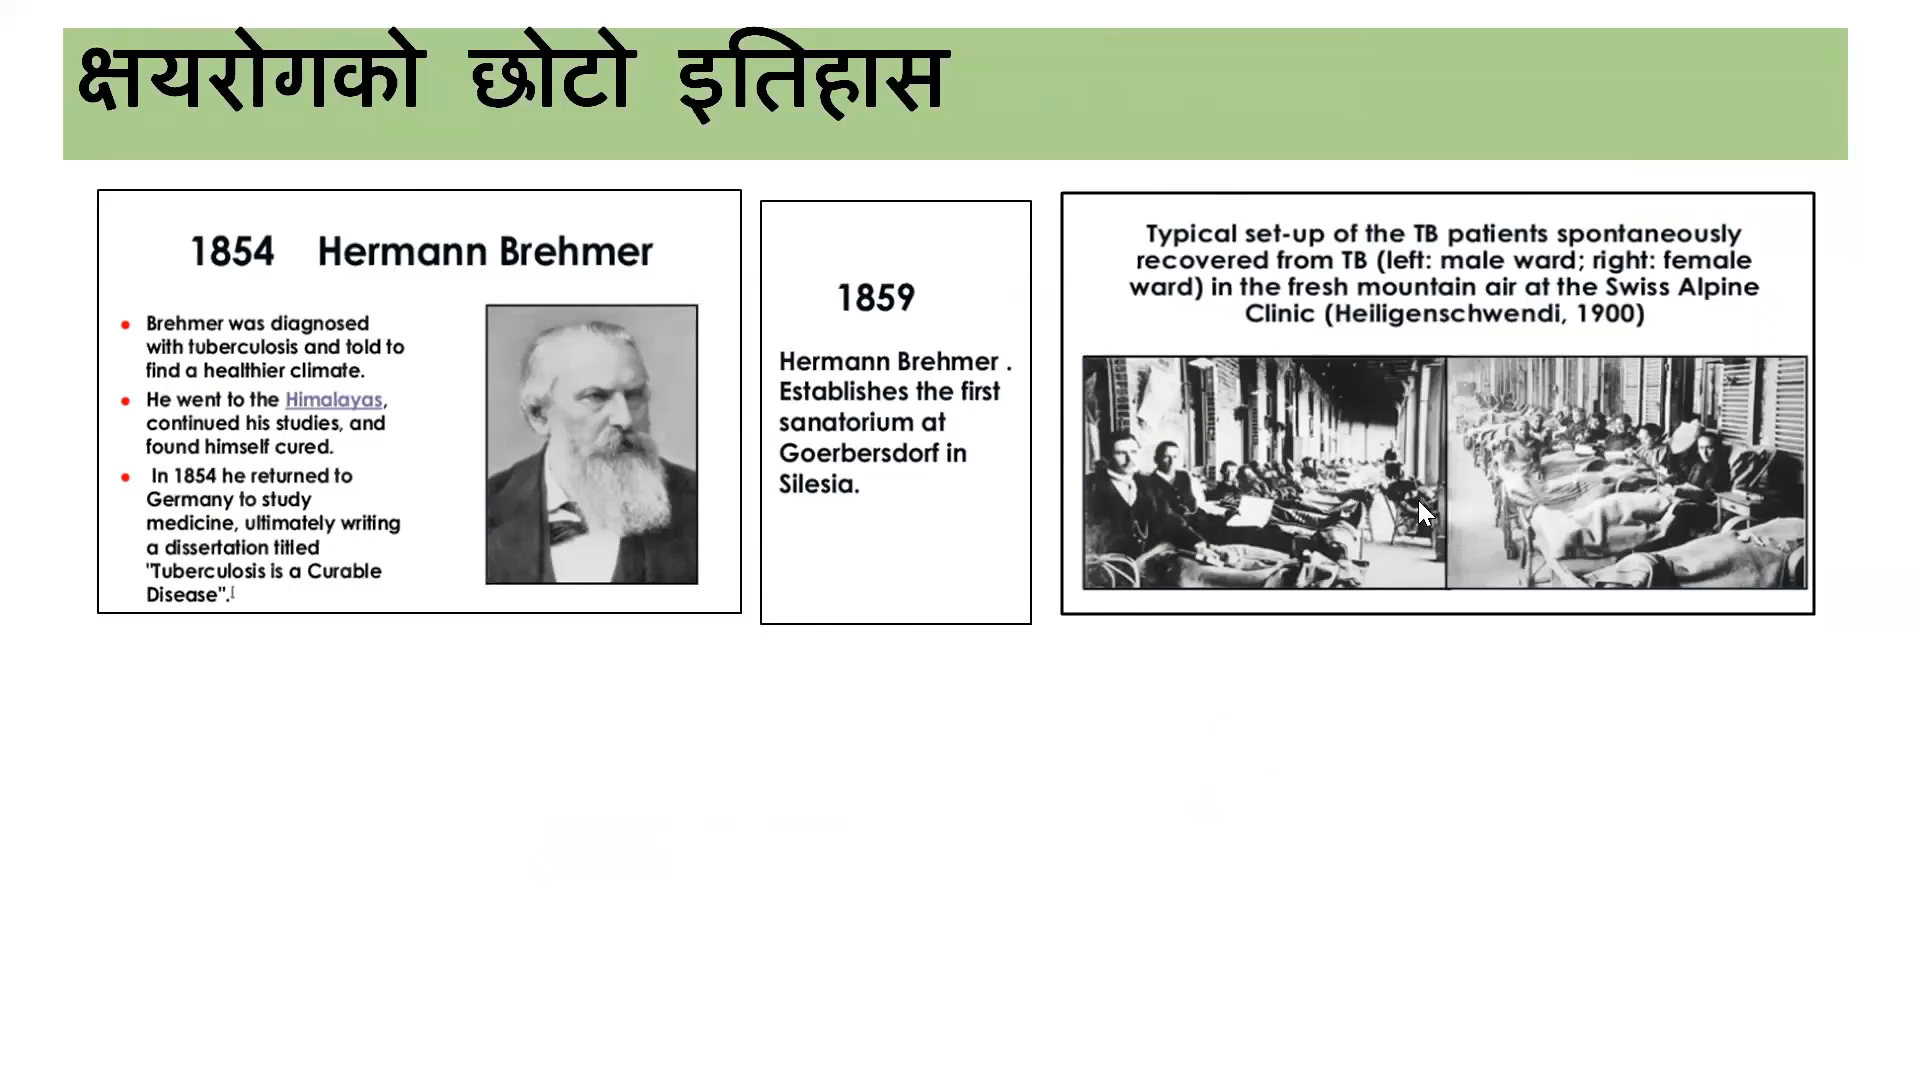 क्षयरोगको छोटो इतिहास
1854 Hermann Brehmer
Brehmer was diagnosed
with tuberculosis and told to
find a healthier climate.
He went to the Himalayas,
continued his studies, and
found himself cured.
In 1854 he returned to
Germany to study
medicine, ultimately writing
a dissertation titled
"Tuberculosis is a Curable
Disease".[
1859
Hermann Brehmer .
Establishes the first
sanatorium at
Goerbersdorf in
Silesia.
Typical set-up of the TB patients spontaneously
recovered from TB (left: male ward; right: female
ward) in the fresh mountain air at the Swiss Alpine
Clinic (Heiligenschwendi, 1900)